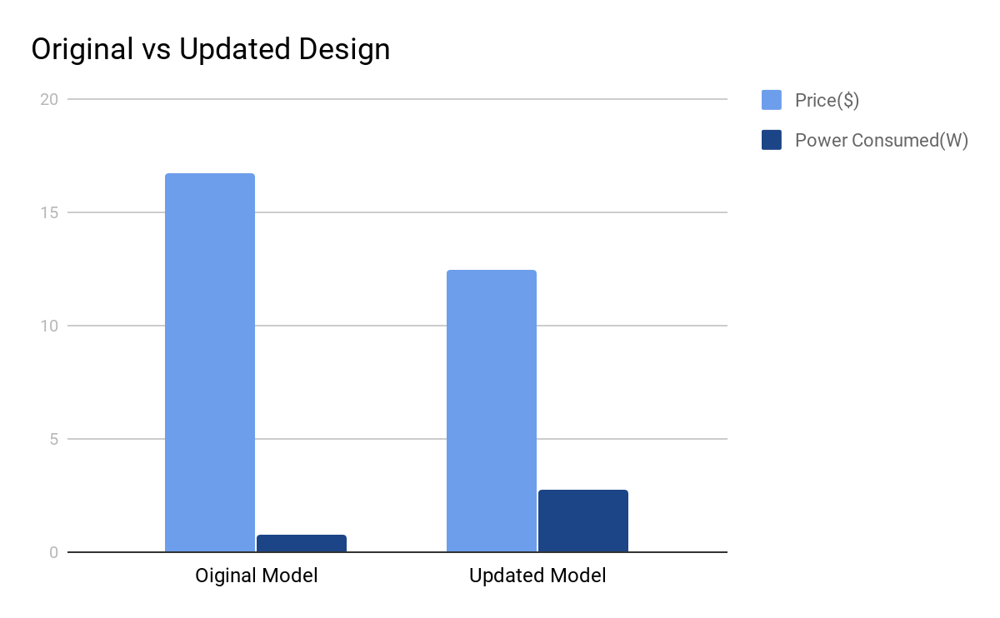 Original vs Updated Design
20
15
10
5
0
Oiginal Model
Updated Model
Price($)
Power Consumed(W)